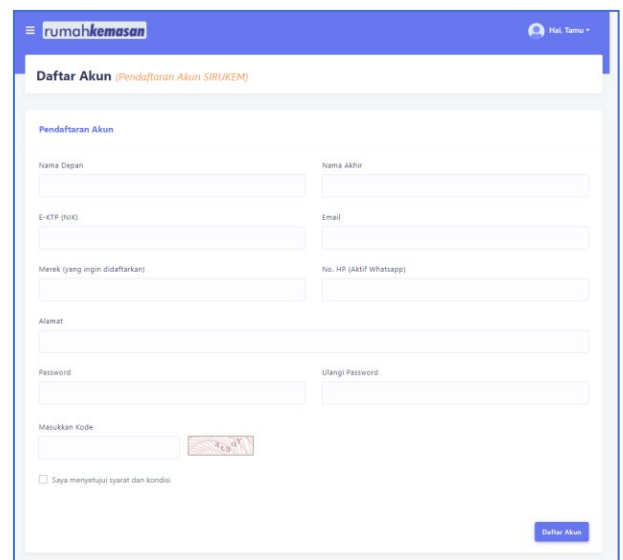 rumahkemasan
Hai, Tamu
Daftar Akun (Pendaftaran Akun SIRUKEM)
Pendaftaran Akun
Nama Depan
Nama Akhir
E-KTP (NIK)
Email
Merek (yang ingin didaftarkan)
No. HP (Aktif Whatsapp)
Alamat
Password
Ulangi Password
Masukkan Kode
Saya menyetujui syarat dan kondisi
Daftar Akun